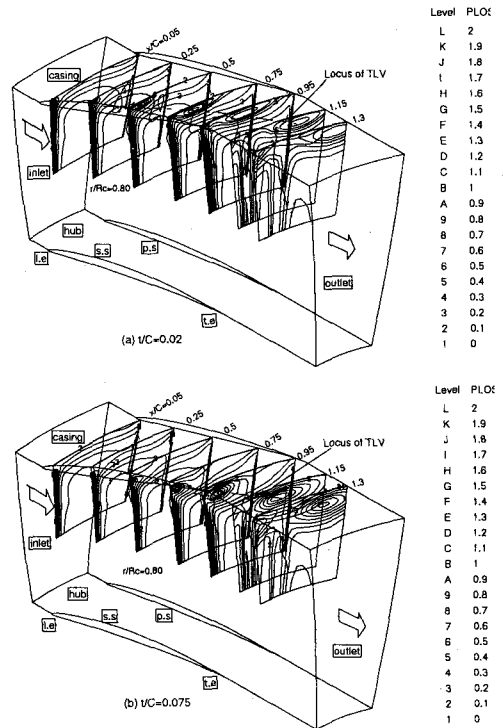 Level PLOS
L 2
K 1.9
J 1.8
I 1.7
H 1.6
G 1.5
F 1.4
E 1.3
D 1.2
C 1.1
B 1
A 0.9
9 0.8
8 0.7
7 0.6
6 0.5
5 0.4
4 0.3
3 0.2
2 0.1
1 0
x/C=0.05
0.25
0.5
0.75
0.95
1.15
1.3
Locus of TLV
casing
inlet
r/Rc=0.80
hub
s.s
p.s
l.e
t.e
outlet
(a) t/C=0.02
Level PLOS
L 2
K 1.9
J 1.8
I 1.7
H 1.6
G 1.5
F 1.4
E 1.3
D 1.2
C 1.1
B 1
A 0.9
9 0.8
8 0.7
7 0.6
6 0.5
5 0.4
4 0.3
3 0.2
2 0.1
1 0
x/C=0.05
0.25
0.5
0.75
0.95
1.15
1.3
Locus of TLV
casing
inlet
r/Rc=0.80
hub
s.s
p.s
l.e
t.e
outlet
(b) t/C=0.075